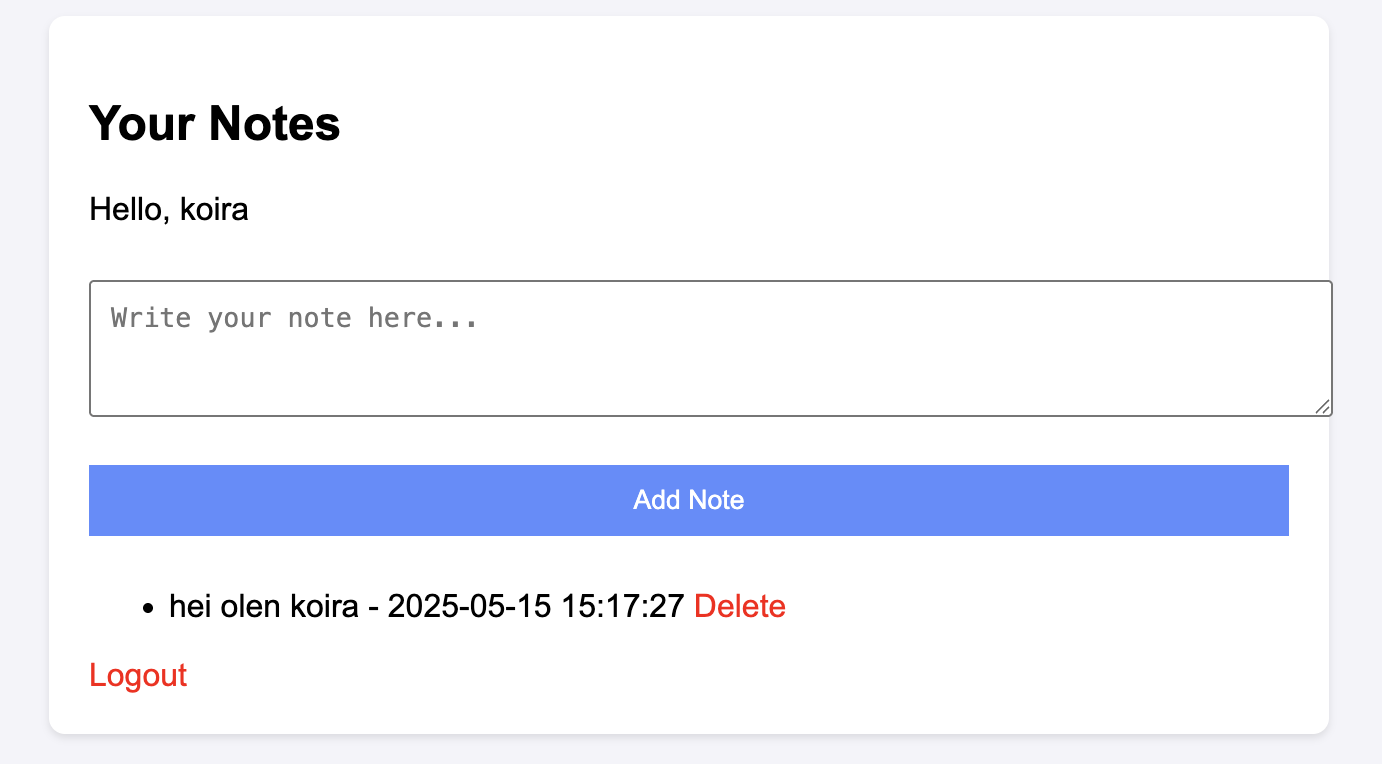 Your Notes
Hello, koira
Write your note here...
Add Note
hei olen koira - 2025-05-15 15:17:27 Delete
Logout